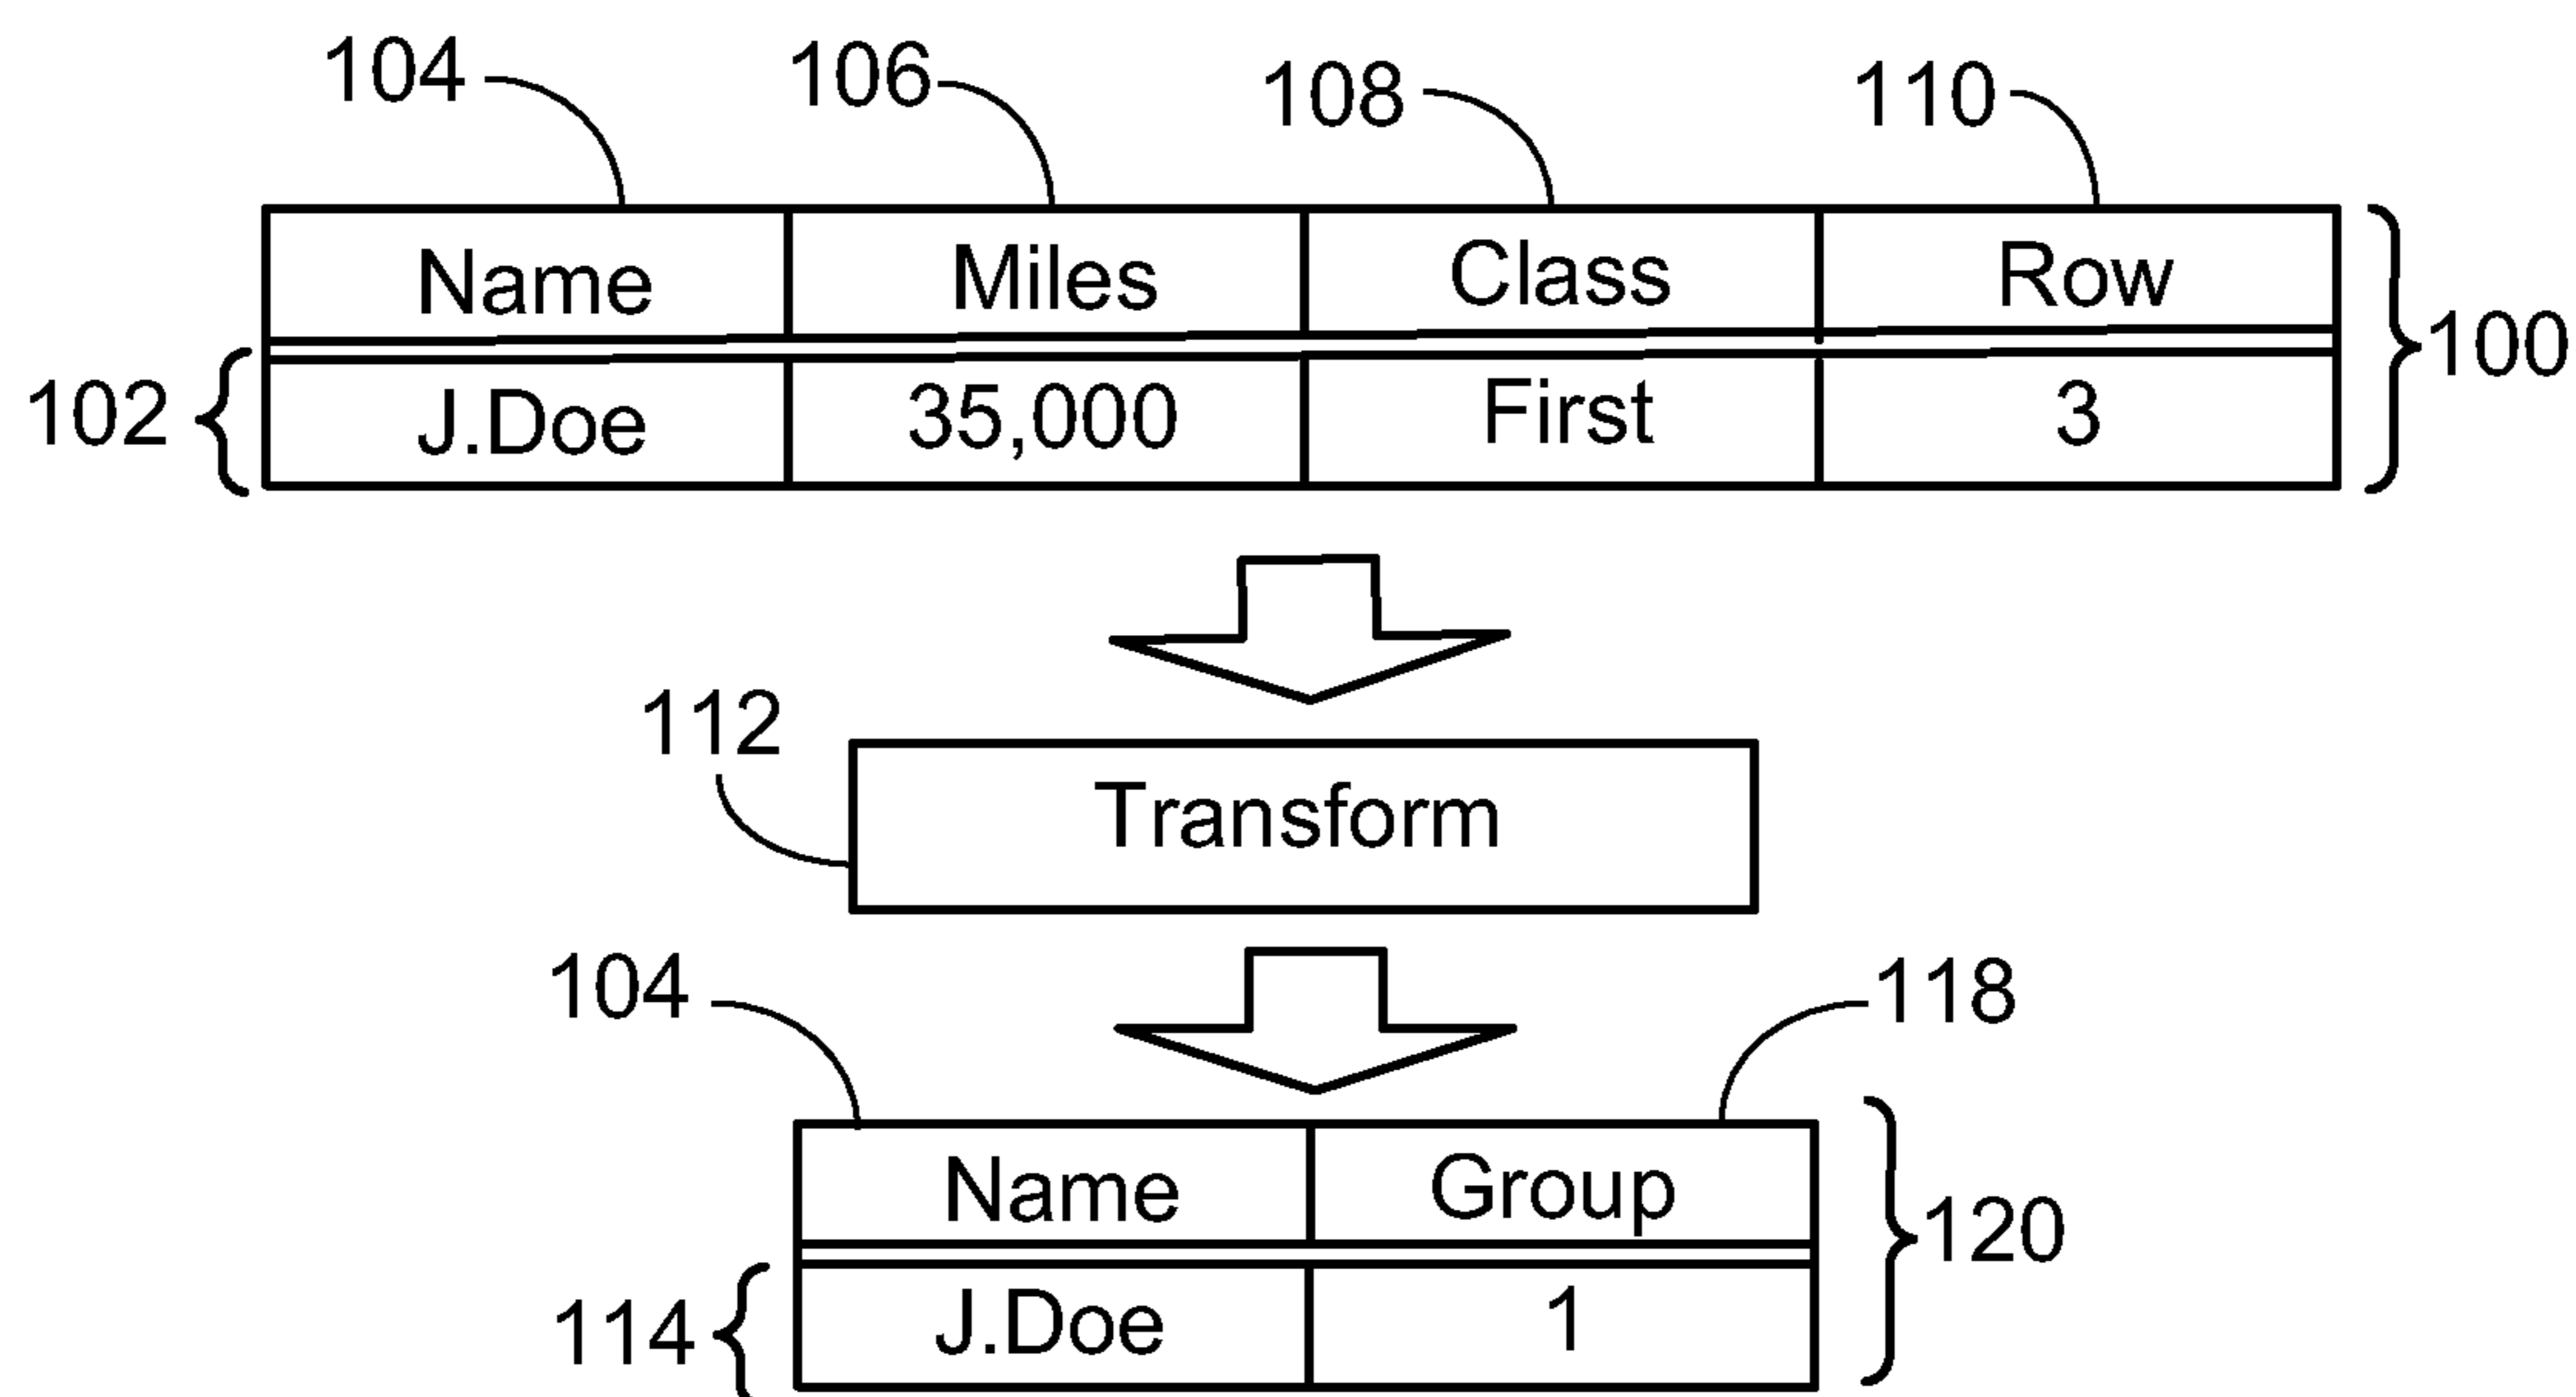 104 106 108 110
Name Miles Class Row
100
102 J.Doe 35,000 First 3
112
Transform
104 118
Name Group
120
114 J.Doe 1